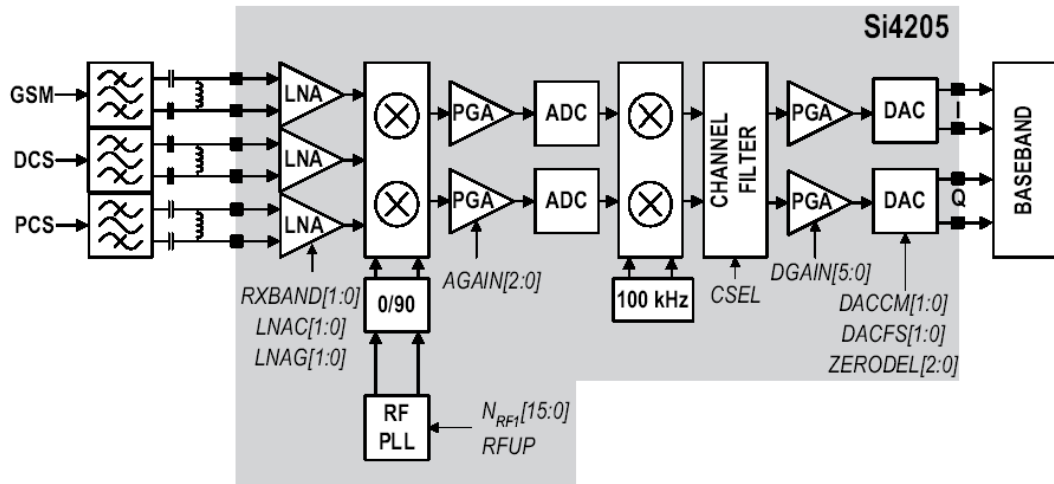 Si4205
GSM
DCS
PCS
LNA
LNA
LNA
PGA
ADC
PGA
ADC
CHANNEL
FILTER
PGA
DAC
I
PGA
DAC
Q
BASEBAND
RXBAND[1:0]
LNAC[1:0]
LNAG[1:0]
0/90
AGAIN[2:0]
100 kHz
CSEL
DGAIN[5:0]
DACCM[1:0]
DACFS[1:0]
ZERODEL[2:0]
RF
PLL
NRF1[15:0]
RFUP